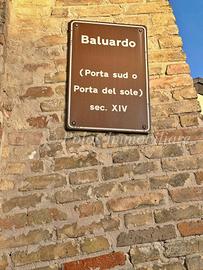 Baluardo
(Porta sud o
Porta del sole)
sec. XIV